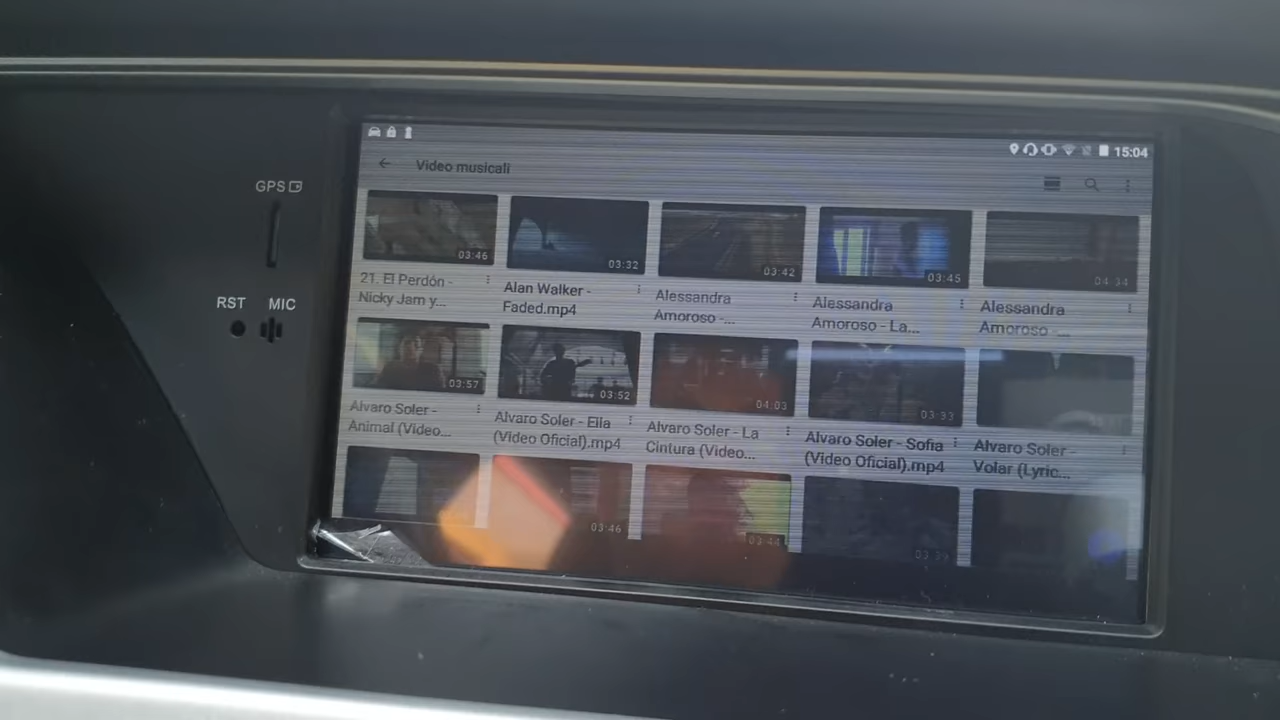 GPS
RST MIC
15:04
Video musicali
03:46
03:32
03:42
03:45
04:34
21. El Perdón -
Nicky Jam y...
Alan Walker -
Faded.mp4
Alessandra
Amoroso -...
Alessandra
Amoroso - La...
Alessandra
Amoroso -...
03:57
03:52
04:03
03:33
Alvaro Soler -
Animal (Video...
Alvaro Soler - Ella
(Video Oficial).mp4
Alvaro Soler - La
Cintura (Video...
Alvaro Soler - Sofia
(Video Oficial).mp4
Alvaro Soler -
Volar (Lyric...
03:46
03:44